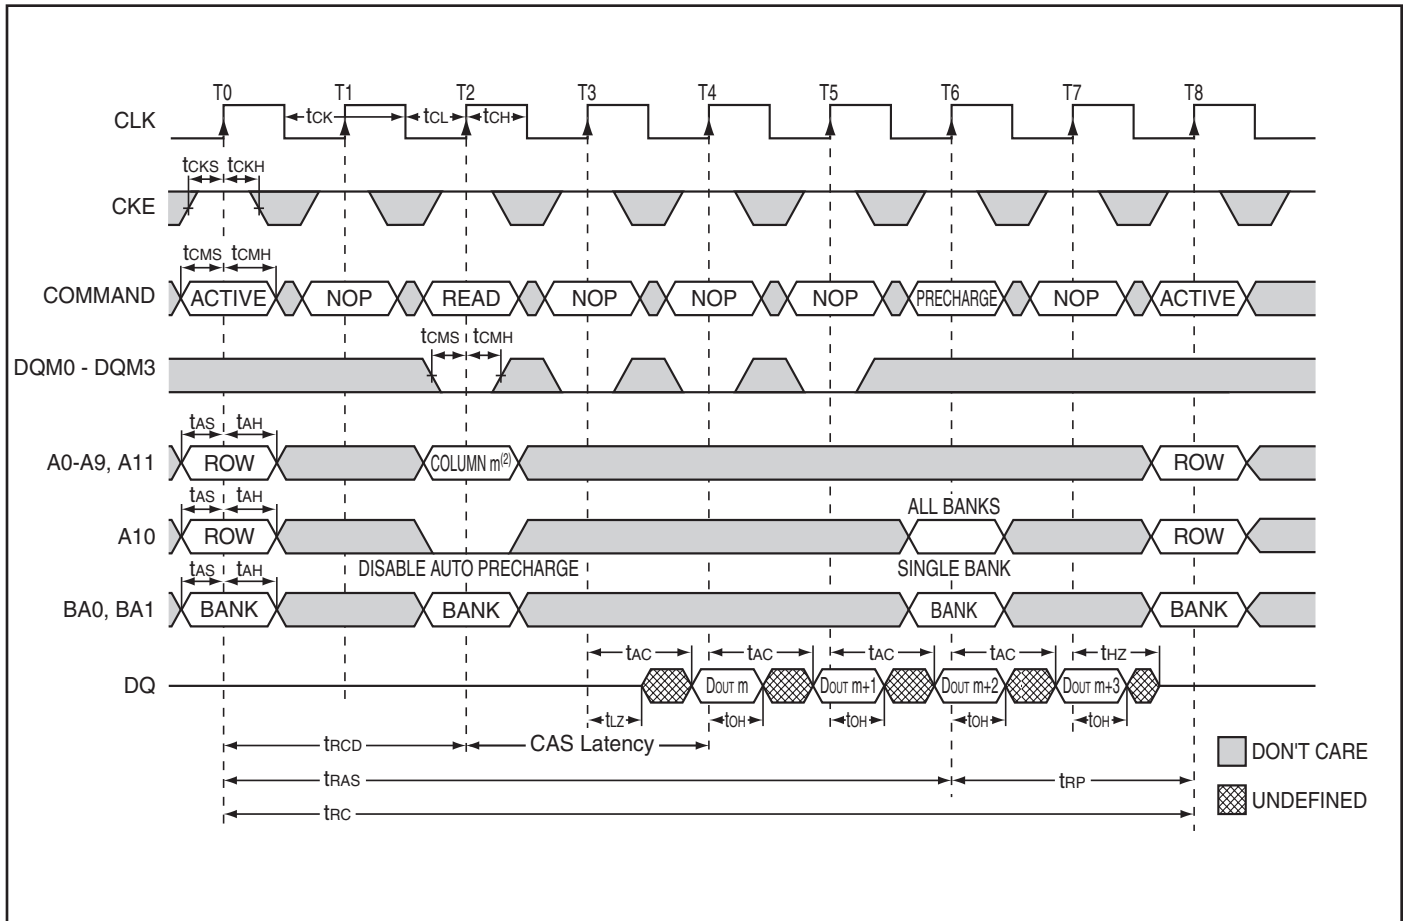 T0 T1 T2 T3 T4 T5 T6 T7 T8
CLK tCK tCL tCH
tCKS tCKH
CKE
tCMS tCMH
COMMAND ACTIVE NOP READ NOP NOP NOP PRECHARGE NOP ACTIVE
tCMS tCMH
DQM0 - DQM3
tAS tAH
A0-A9, A11 ROW COLUMN m(2) ROW
tAS tAH ALL BANKS
A10 ROW ROW
DISABLE AUTO PRECHARGE SINGLE BANK
tAS tAH
BA0, BA1 BANK BANK BANK BANK
tAC tAC tAC tAC tHZ
DQ DOUT m DOUT m+1 DOUT m+2 DOUT m+3
tLZ tOH tOH tOH tOH
tRCD CAS Latency
DON'T CARE
tRAS tRP
UNDEFINED
tRC